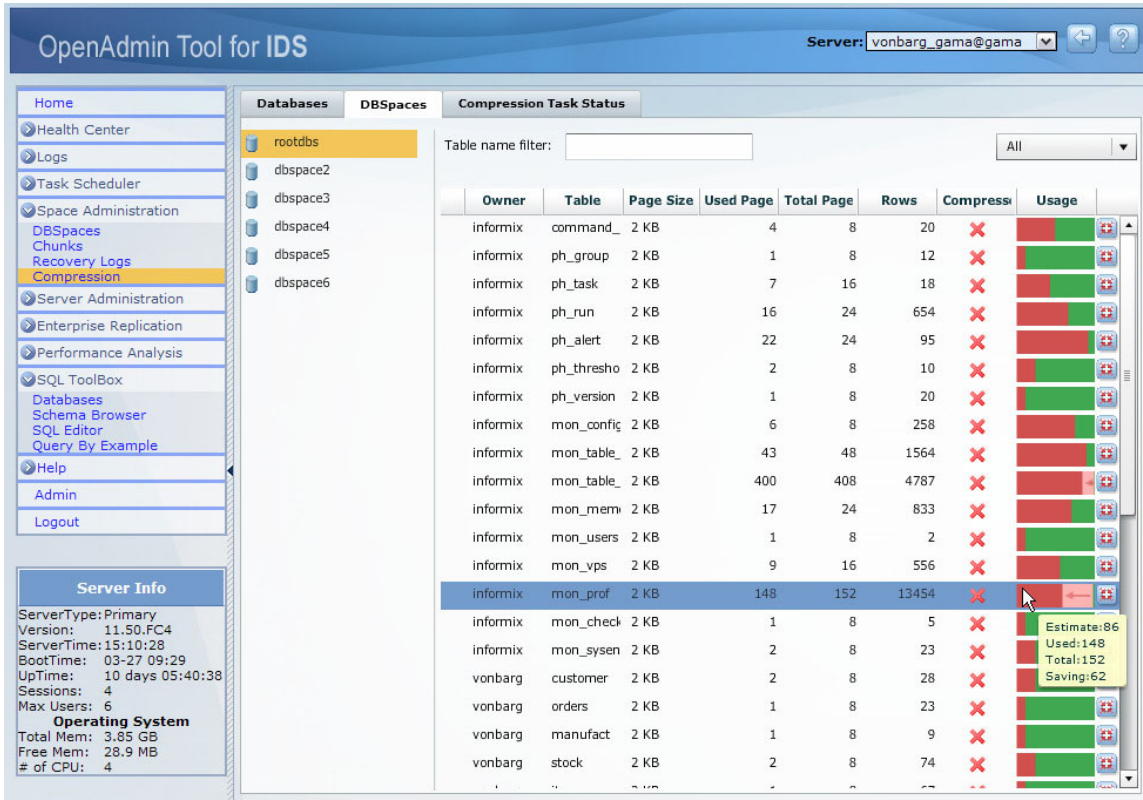 OpenAdmin Tool for IDS
Server: vonbarg_gama@gama
Home
Health Center
Logs
Task Scheduler
Space Administration
DBSpaces
Chunks
Recovery Logs
Compression
Server Administration
Enterprise Replication
Performance Analysis
SQL ToolBox
Databases
Schema Browser
SQL Editor
Query By Example
Help
Admin
Logout
Server Info
ServerType: Primary
Version: 11.50.FC4
ServerTime: 15:10:28
BootTime: 03-27 09:29
UpTime: 10 days 05:40:38
Sessions: 4
Max Users: 6
Operating System
Total Mem: 3.85 GB
Free Mem: 28.9 MB
# of CPU: 4
Databases DBSpaces Compression Task Status
rootdbs
dbspace2
dbspace3
dbspace4
dbspace5
dbspace6
Table name filter: All
Owner Table Page Size Used Page Total Page Rows Compress Usage
informix command_ 2 KB 4 8 20
informix ph_group 2 KB 1 8 12
informix ph_task 2 KB 7 16 18
informix ph_run 2 KB 16 24 654
informix ph_alert 2 KB 22 24 95
informix ph_thresho 2 KB 2 8 10
informix ph_version 2 KB 1 8 20
informix mon_config 2 KB 6 8 258
informix mon_table_ 2 KB 43 48 1564
informix mon_table_ 2 KB 400 408 4787
informix mon_mem 2 KB 17 24 833
informix mon_users 2 KB 1 8 2
informix mon_vps 2 KB 9 16 556
informix mon_prof 2 KB 148 152 13454
informix mon_check 2 KB 1 8 5
informix mon_sysen 2 KB 2 8 23
vonbarg customer 2 KB 2 8 28
vonbarg orders 2 KB 1 8 23
vonbarg manufact 2 KB 1 8 9
vonbarg stock 2 KB 2 8 74
Estimate:86
Used:148
Total:152
Saving:62